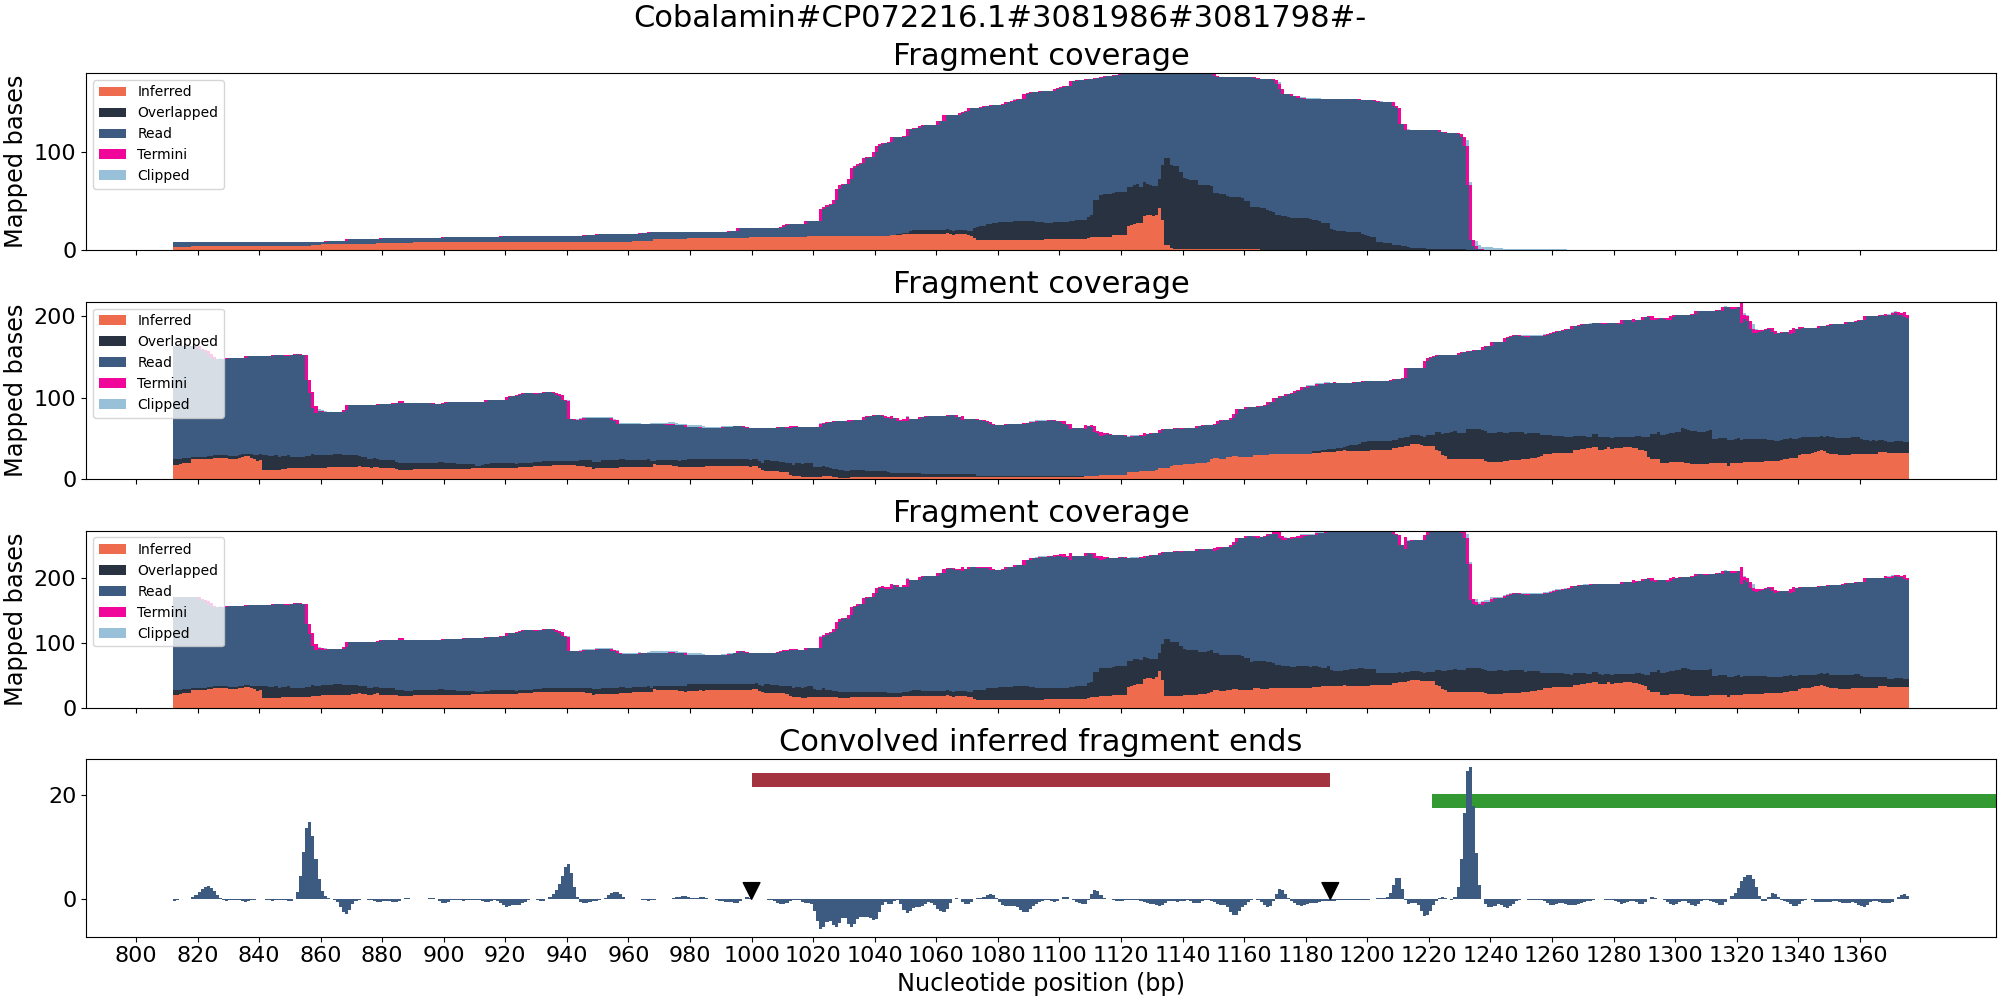 Cobalamin#CP072216.1#3081986#3081798#-
Fragment coverage
Mapped bases
100
0
Inferred
Overlapped
Read
Termini
Clipped
Fragment coverage
Mapped bases
200
100
0
Inferred
Overlapped
Read
Termini
Clipped
Fragment coverage
Mapped bases
200
100
0
Inferred
Overlapped
Read
Termini
Clipped
Convolved inferred fragment ends
20
0
800 820 840 860 880 900 920 940 960 980 1000 1020 1040 1060 1080 1100 1120 1140 1160 1180 1200 1220 1240 1260 1280 1300 1320 1340 1360
Nucleotide position (bp)